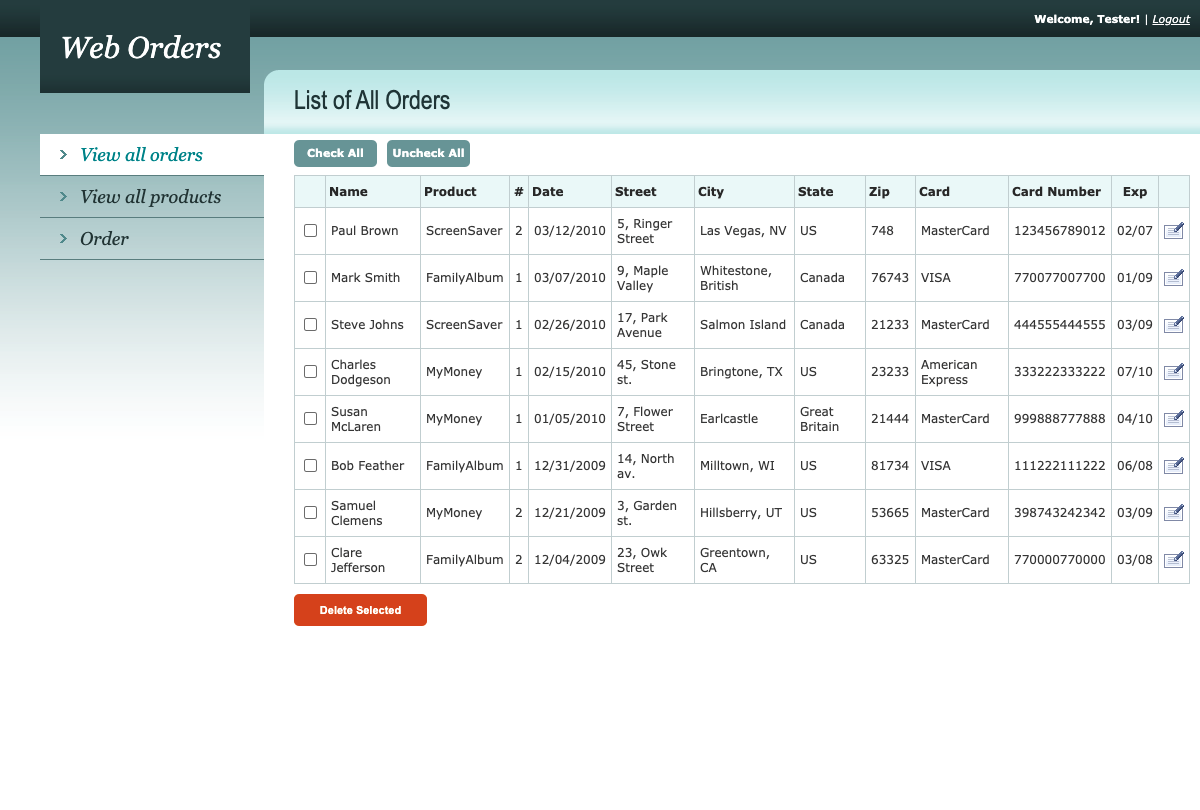 Welcome, Tester! | Logout
Web Orders
List of All Orders
View all orders
View all products
Order
Check All Uncheck All
Name Product # Date Street City State Zip Card Card Number Exp
Paul Brown ScreenSaver 2 03/12/2010 5, Ringer Street Las Vegas, NV US 748 MasterCard 123456789012 02/07
Mark Smith FamilyAlbum 1 03/07/2010 9, Maple Valley Whitestone, British Canada 76743 VISA 770077007700 01/09
Steve Johns ScreenSaver 1 02/26/2010 17, Park Avenue Salmon Island Canada 21233 MasterCard 444555444555 03/09
Charles Dodgeson MyMoney 1 02/15/2010 45, Stone st. Bringtone, TX US 23233 American Express 333222333222 07/10
Susan McLaren MyMoney 1 01/05/2010 7, Flower Street Earlcastle Great Britain 21444 MasterCard 999888777888 04/10
Bob Feather FamilyAlbum 1 12/31/2009 14, North av. Milltown, WI US 81734 VISA 111222111222 06/08
Samuel Clemens MyMoney 2 12/21/2009 3, Garden st. Hillsberry, UT US 53665 MasterCard 398743242342 03/09
Clare Jefferson FamilyAlbum 2 12/04/2009 23, Owk Street Greentown, CA US 63325 MasterCard 770000770000 03/08
Delete Selected